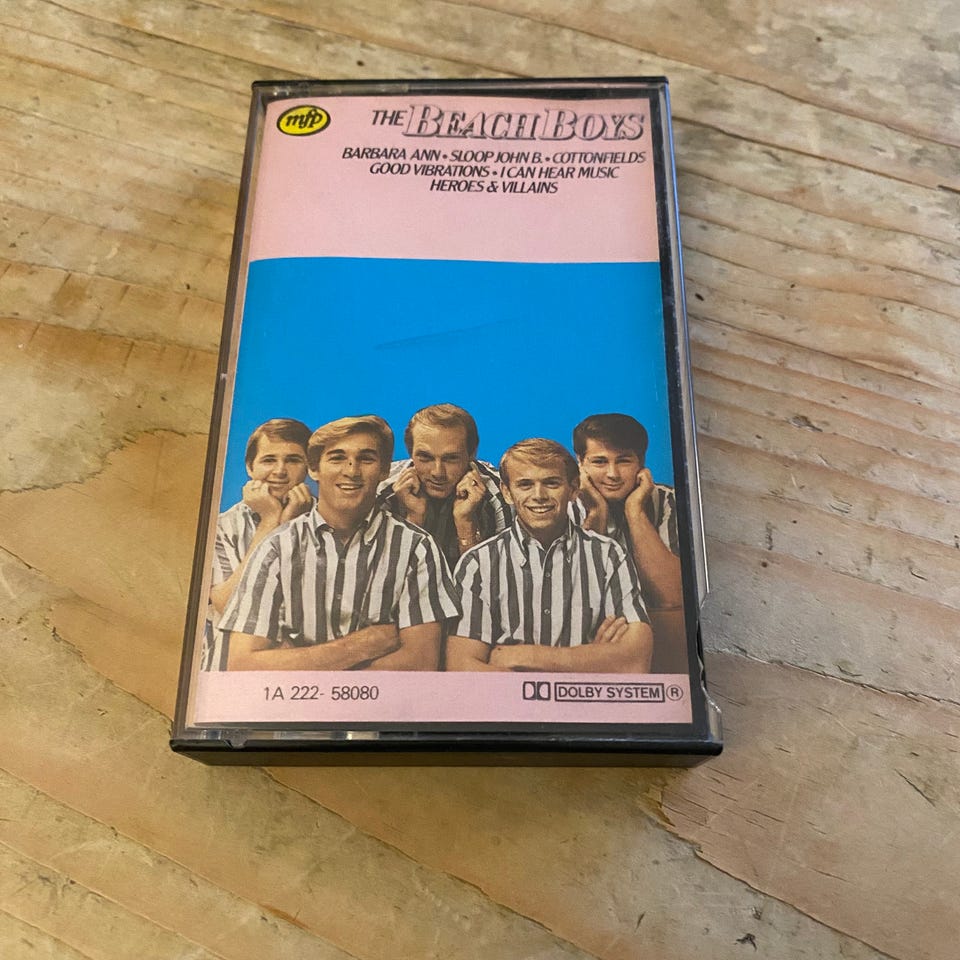 mfp
THE BEACH BOYS
BARBARA ANN • SLOOP JOHN B. • COTTONFIELDS
GOOD VIBRATIONS • I CAN HEAR MUSIC
HEROES & VILLAINS
1A 222- 58080
DOLBY SYSTEM ®